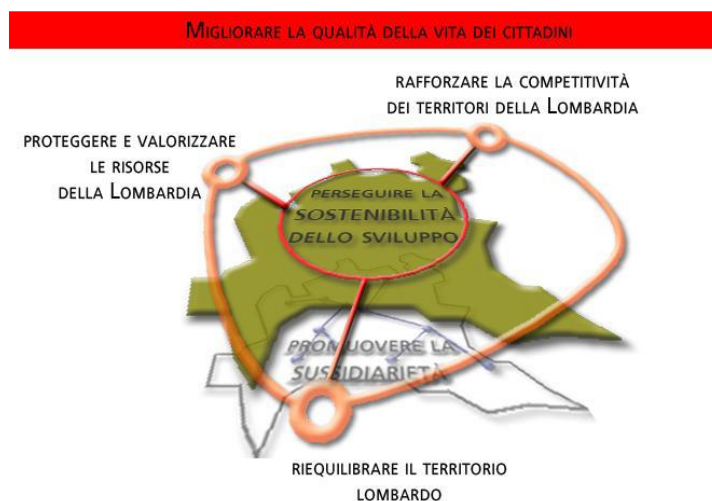 MIGLIORARE LA QUALITÀ DELLA VITA DEI CITTADINI
RAFFORZARE LA COMPETITIVITÀ
DEI TERRITORI DELLA LOMBARDIA
PROTEGGERE E VALORIZZARE
LE RISORSE
DELLA LOMBARDIA
PERSEGUIRE LA
SOSTENIBILITÀ
DELLO SVILUPPO
PROMUOVERE LA
SUSSIDIARIETÀ
RIEQUILIBRARE IL TERRITORIO
LOMBARDO